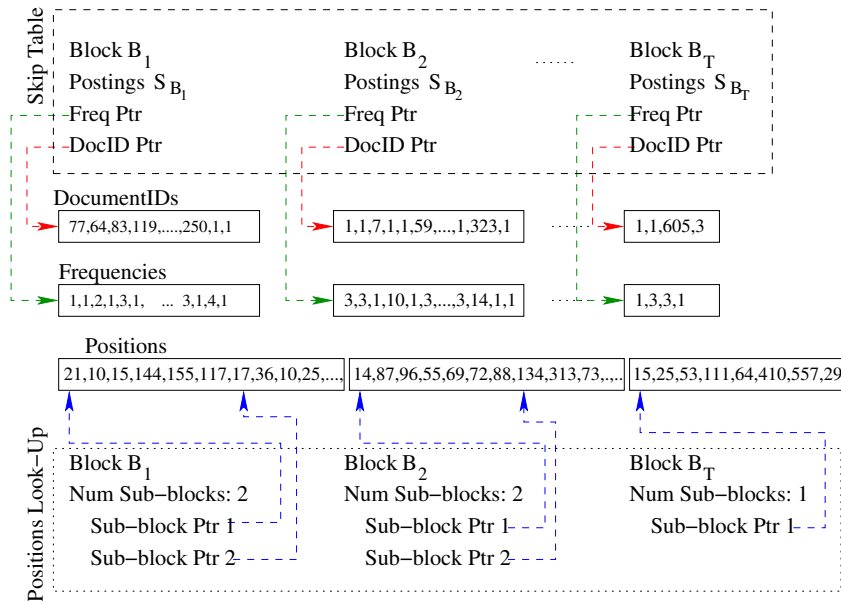 Skip Table
Block B1 Block B2 ...... Block BT
Postings SB1 Postings SB2 Postings SBT
Freq Ptr Freq Ptr Freq Ptr
DocID Ptr DocID Ptr DocID Ptr
DocumentIDs
77,64,83,119,....,250,1,1 1,1,7,1,1,59,...,1,323,1 1,1,605,3
Frequencies
1,1,2,1,3,1, ... 3,1,4,1 3,3,1,10,1,3,...,3,14,1,1 1,3,3,1
Positions
21,10,15,144,155,117,17,36,10,25,...., 14,87,96,55,69,72,88,134,313,73,..,.. 15,25,53,111,64,410,557,29
Positions Look-Up
Block B1 Block B2 Block BT
Num Sub-blocks: 2 Num Sub-blocks: 2 Num Sub-blocks: 1
Sub-block Ptr 1 Sub-block Ptr 1 Sub-block Ptr 1
Sub-block Ptr 2 Sub-block Ptr 2